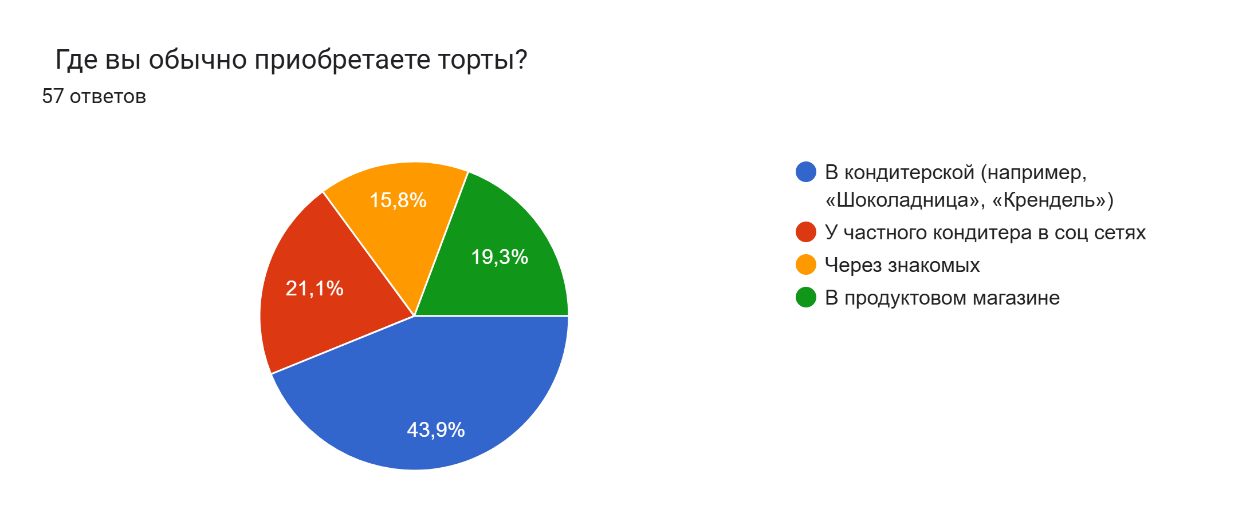 Где вы обычно приобретаете торты?
57 ответов
15,8%
19,3%
21,1%
43,9%
В кондитерской (например,
«Шоколадница», «Крендель»)
У частного кондитера в соц сетях
Через знакомых
В продуктовом магазине